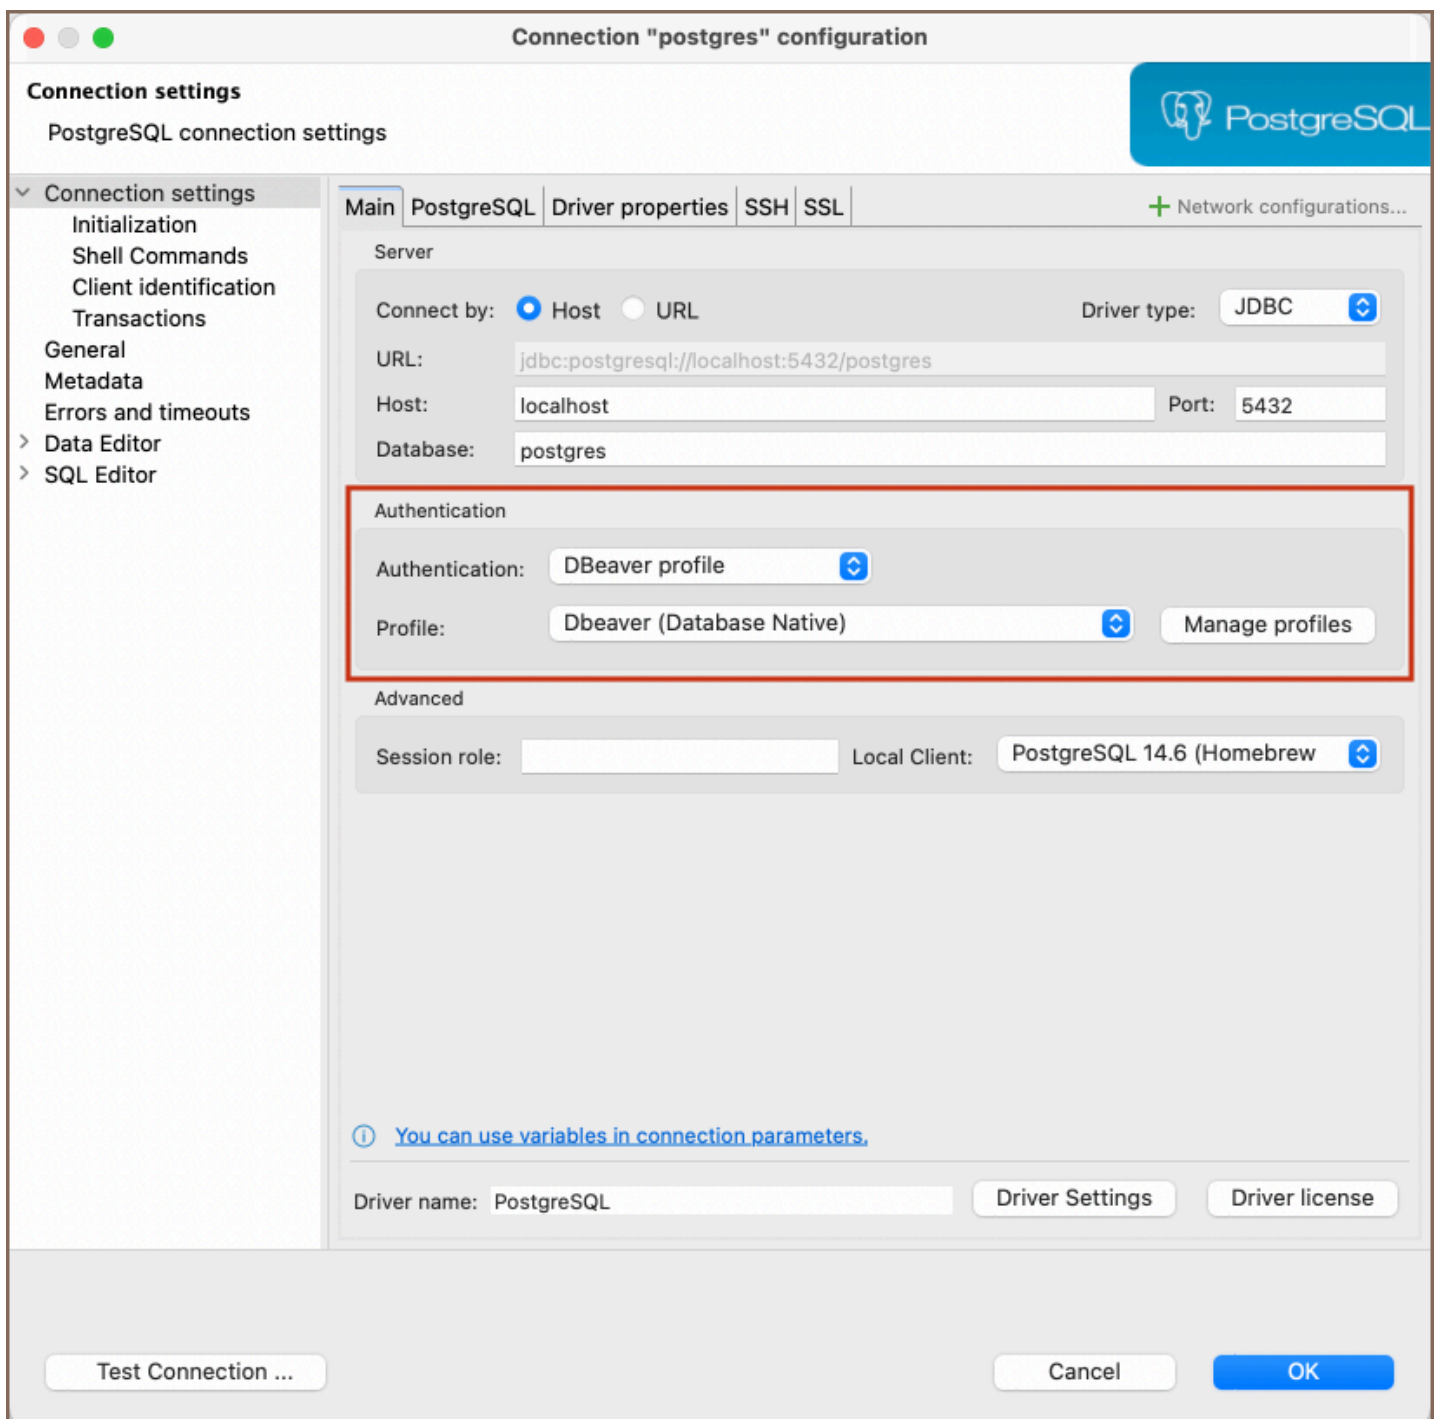 Connection "postgres" configuration
Connection settings
PostgreSQL connection settings
PostgreSQL
Connection settings
Initialization
Shell Commands
Client identification
Transactions
General
Metadata
Errors and timeouts
Data Editor
SQL Editor
Main PostgreSQL Driver properties SSH SSL Network configurations...
Server
Connect by: Host URL Driver type: JDBC
URL: jdbc:postgresql://localhost:5432/postgres
Host: localhost Port: 5432
Database: postgres
Authentication
Authentication: DBeaver profile
Profile: Dbeaver (Database Native) Manage profiles
Advanced
Session role: Local Client: PostgreSQL 14.6 (Homebrew
You can use variables in connection parameters.
Driver name: PostgreSQL Driver Settings Driver license
Test Connection ... Cancel OK